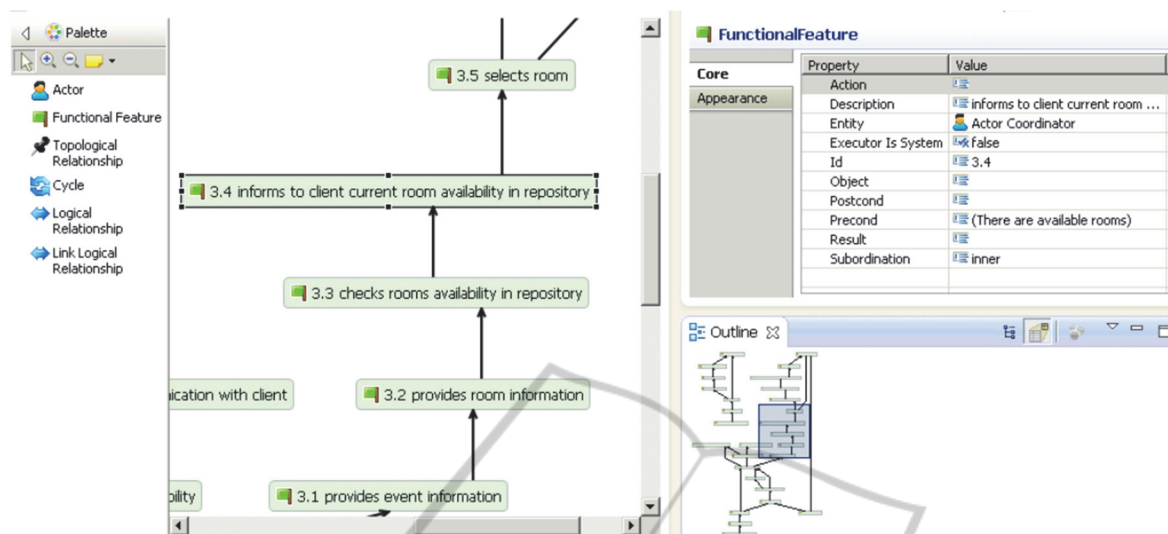 Palette
Actor
Functional Feature
Topological
Relationship
Cycle
Logical
Relationship
Link Logical
Relationship
3.5 selects room
3.4 informs to client current room availability in repository
3.3 checks rooms availability in repository
ication with client
3.2 provides room information
bility
3.1 provides event information
FunctionalFeature
Core
Appearance
Property Value
Action
Description informs to client current room ...
Entity Actor Coordinator
Executor Is System false
Id 3.4
Object
Postcond
Precond (There are available rooms)
Result
Subordination inner
Outline